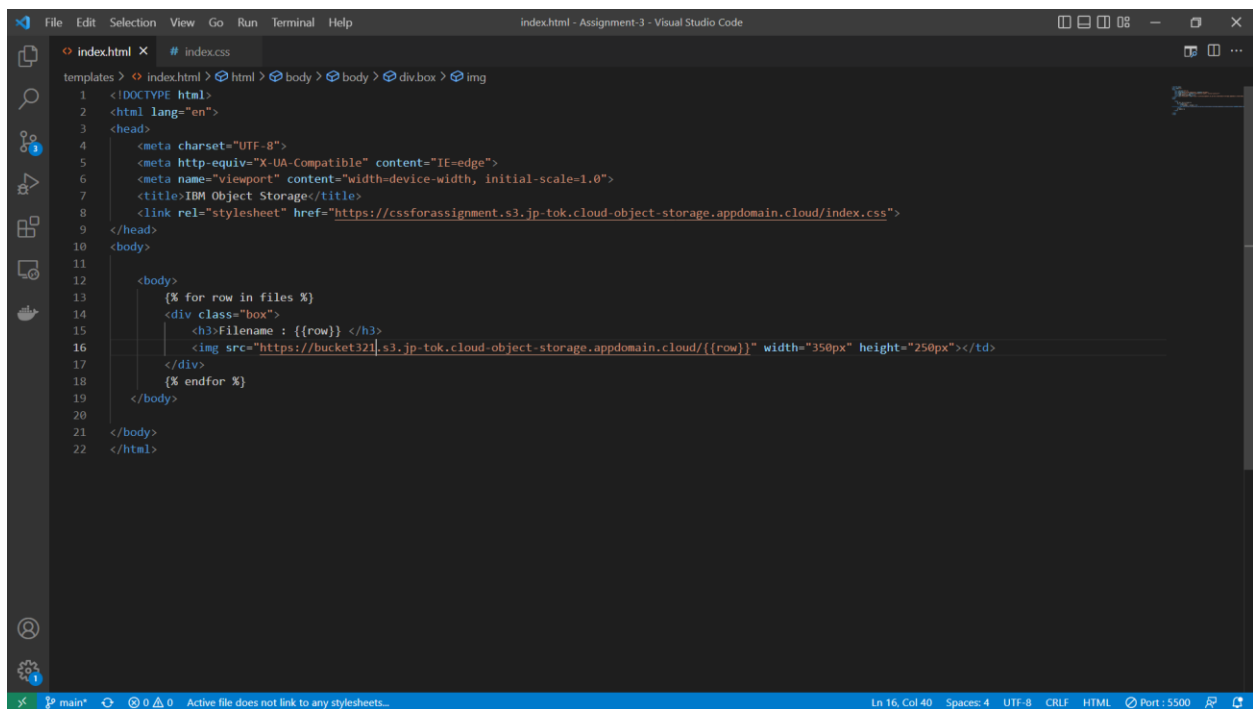 File Edit Selection View Go Run Terminal Help index.html - Assignment-3 - Visual Studio Code
index.html # index.css
templates > index.html > html > body > body > div.box > img
1 <!DOCTYPE html>
2 <html lang="en">
3 <head>
4 <meta charset="UTF-8">
5 <meta http-equiv="X-UA-Compatible" content="IE=edge">
6 <meta name="viewport" content="width=device-width, initial-scale=1.0">
7 <title>IBM Object Storage</title>
8 <link rel="stylesheet" href="https://cssforassignment.s3.jp-tok.cloud-object-storage.appdomain.cloud/index.css">
9 </head>
10 <body>
11
12 <body>
13 {% for row in files %}
14 <div class="box">
15 <h3>Filename : {{row}} </h3>
16 <img src="https://bucket321.s3.jp-tok.cloud-object-storage.appdomain.cloud/{{row}}" width="350px" height="250px"></td>
17 </div>
18 {% endfor %}
19 </body>
20
21 </body>
22 </html>
3
1
main* 0 0 Active file does not link to any stylesheets... Ln 16, Col 40 Spaces: 4 UTF-8 CRLF HTML Port : 5500